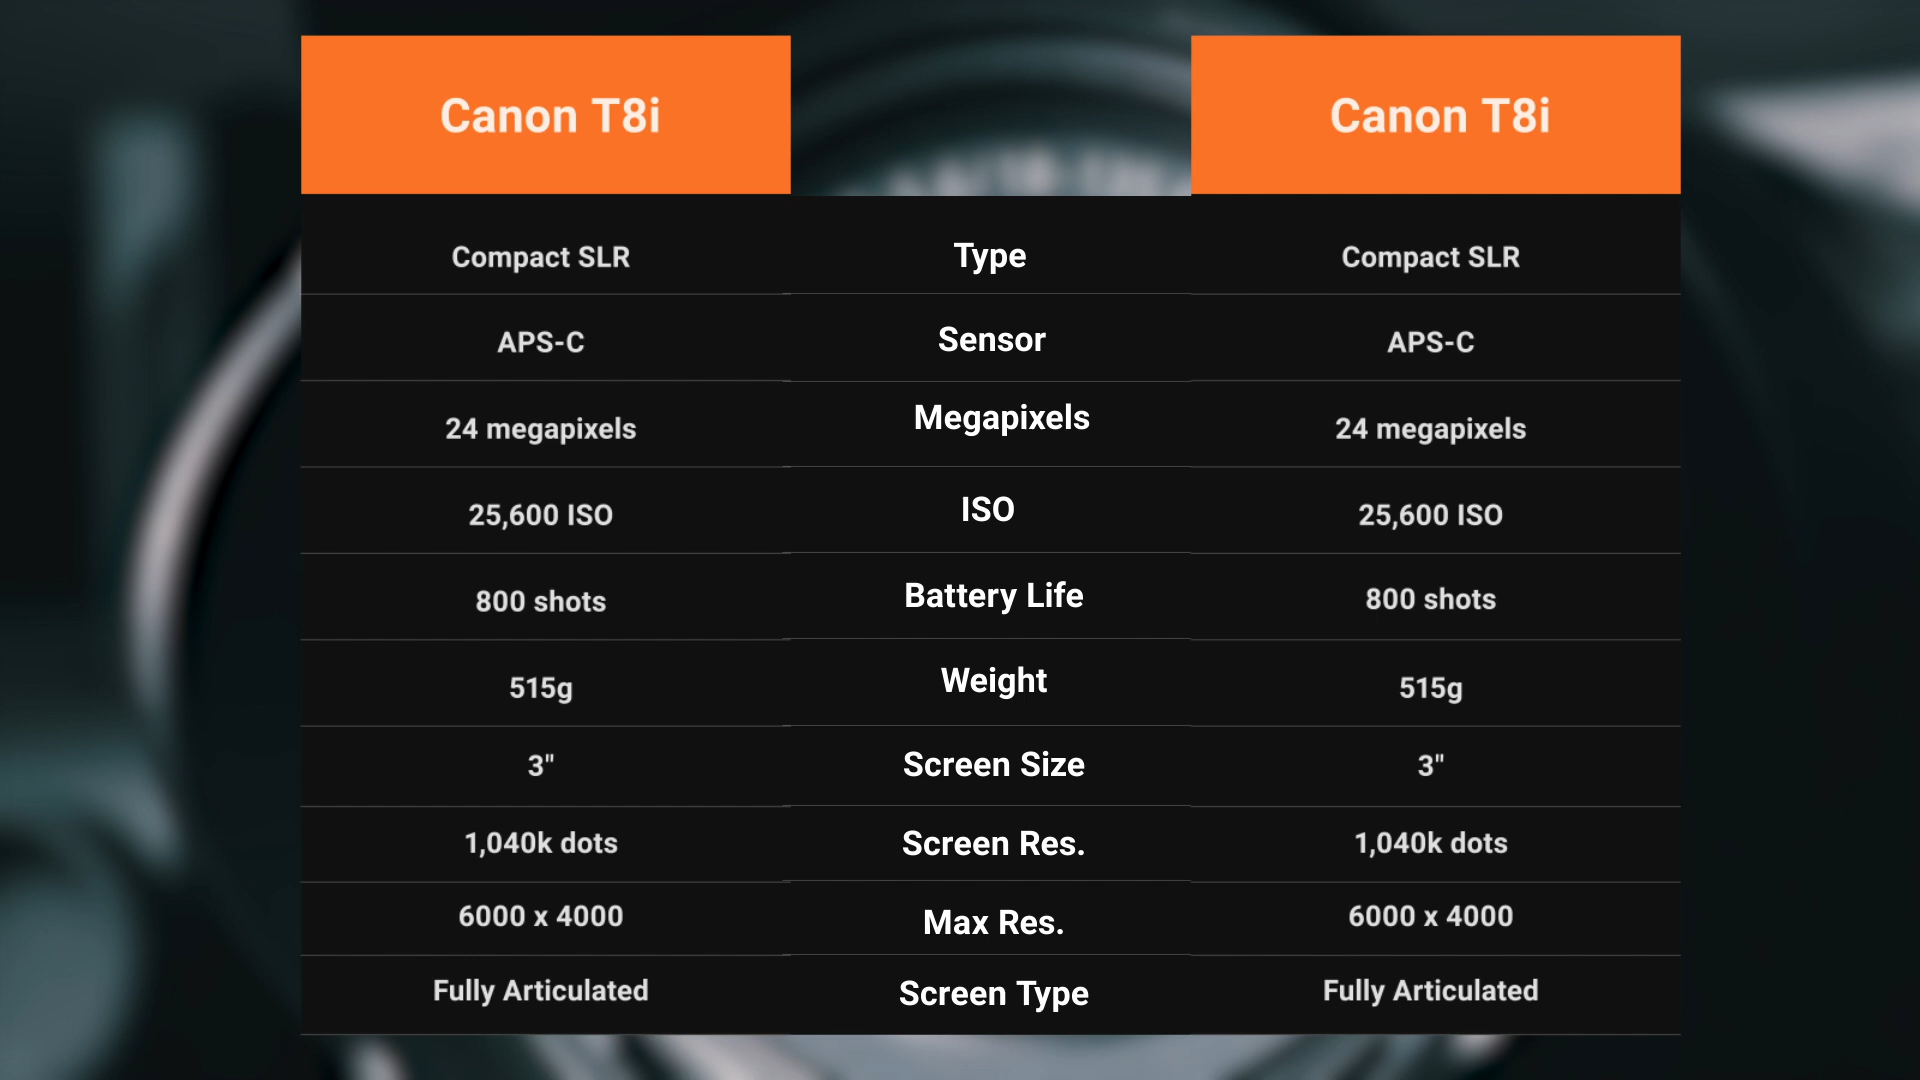 Canon T8i Canon T8i
Compact SLR Type Compact SLR
APS-C Sensor APS-C
24 megapixels Megapixels 24 megapixels
25,600 ISO ISO 25,600 ISO
800 shots Battery Life 800 shots
515g Weight 515g
3" Screen Size 3"
1,040k dots Screen Res. 1,040k dots
6000 x 4000 Max Res. 6000 x 4000
Fully Articulated Screen Type Fully Articulated